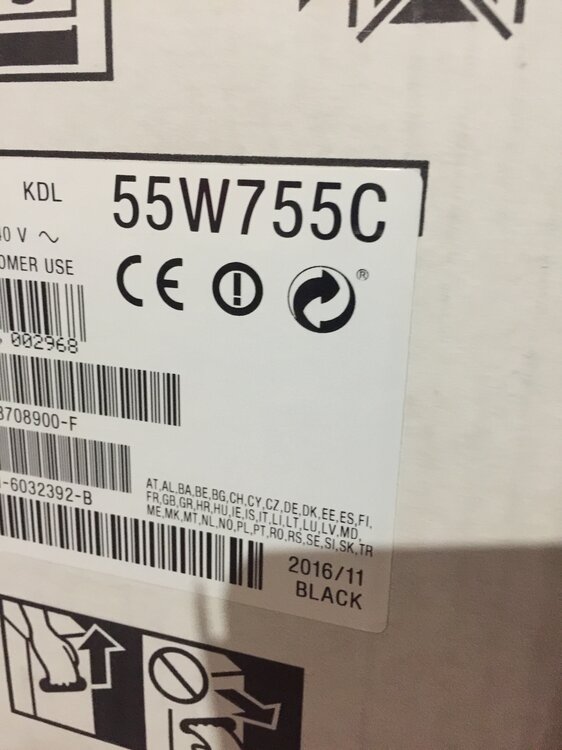 KDL 55W755C
40 V ~
OMER USE
CE ®
002968
8708900-F
-6032392-B
AT,AL,BA,BE,BG,CH,CY,CZ,DE,DK,EE,ES,FI,
FR,GB,GR,HR,HU,IE,IS,IT,LI,LT,LU,LV,MD,
ME,MK,MT,NL,NO,PL,PT,RO,RS,SE,SI,SK,TR
2016/11
BLACK